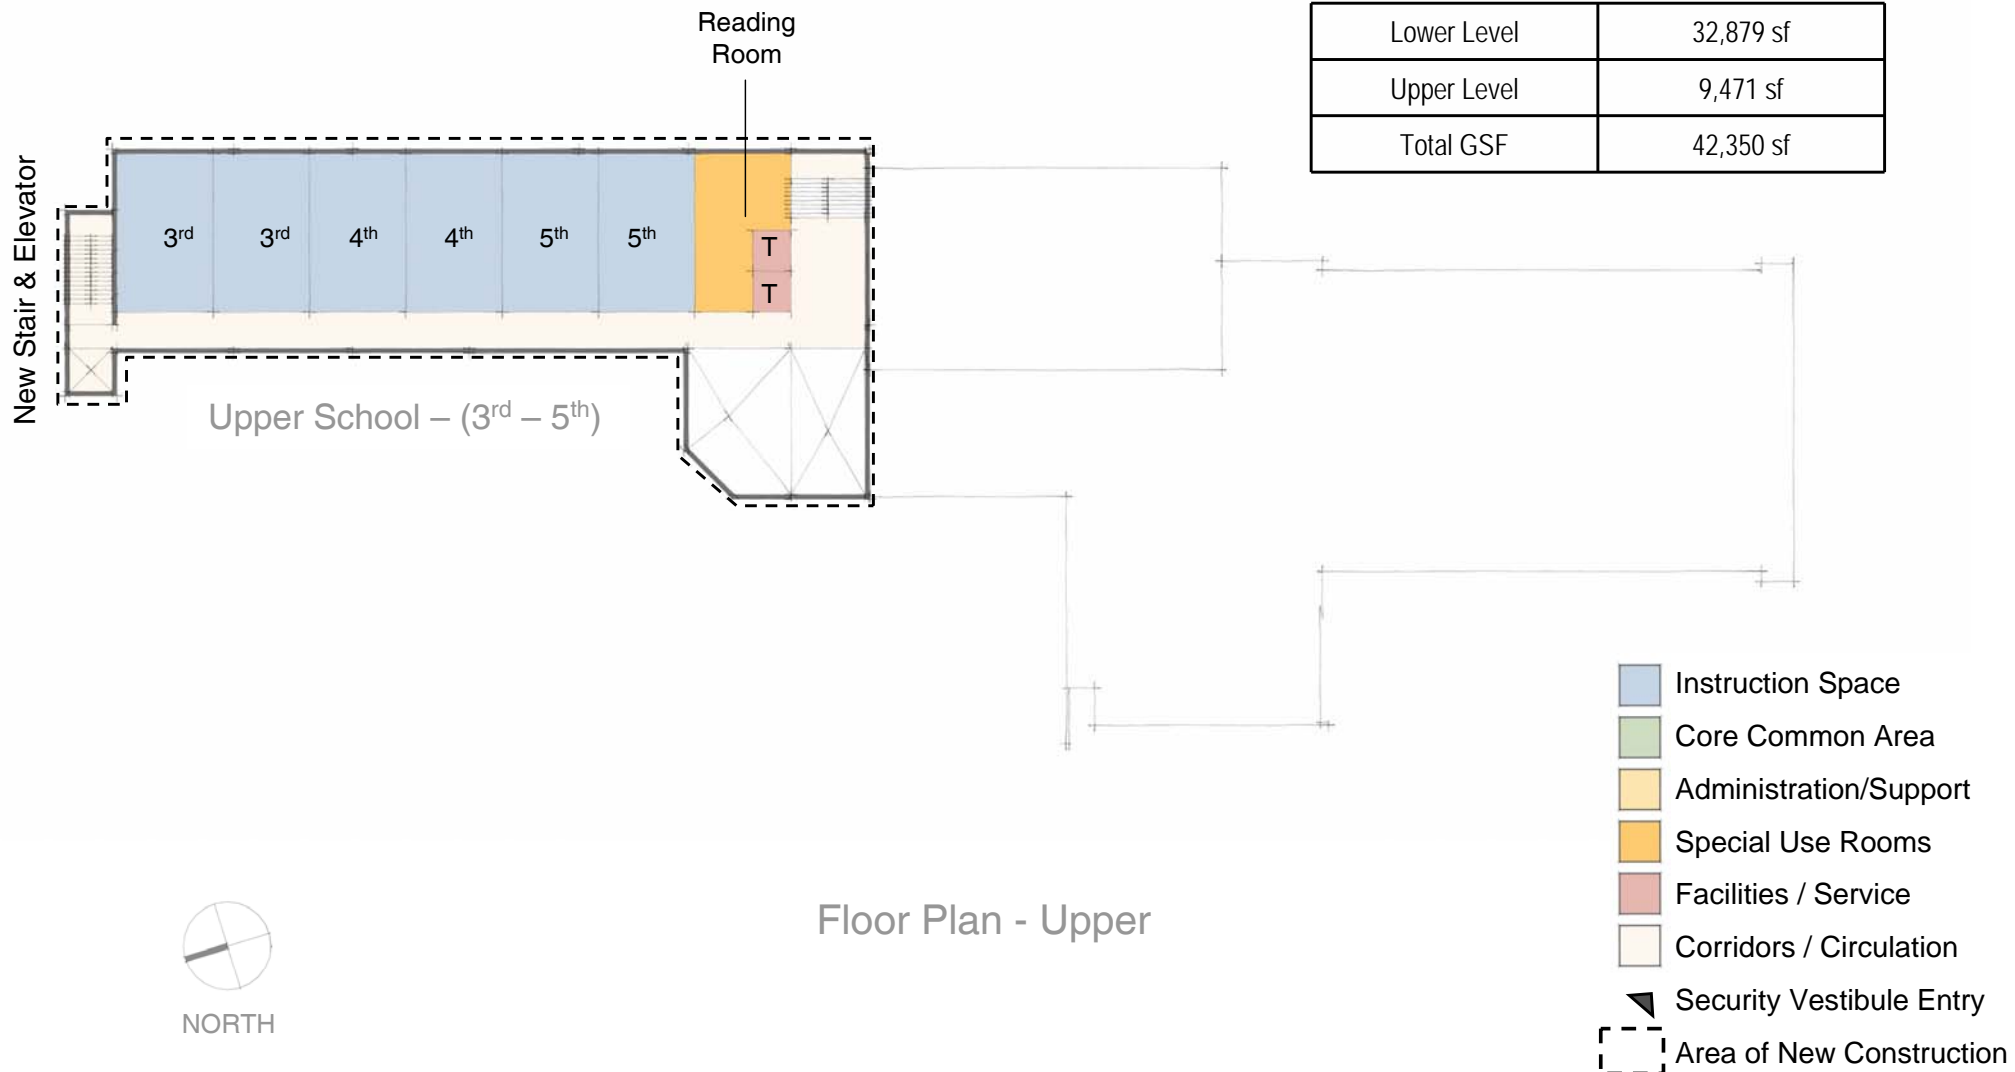 Reading
Room
Lower Level 32,879 sf
Upper Level 9,471 sf
Total GSF 42,350 sf
New Stair & Elevator
3rd 3rd 4th 4th 5th 5th T
T
Upper School – (3rd – 5th)
Instruction Space
Core Common Area
Administration/Support
Special Use Rooms
Facilities / Service
Corridors / Circulation
Security Vestibule Entry
Area of New Construction
Floor Plan - Upper
NORTH